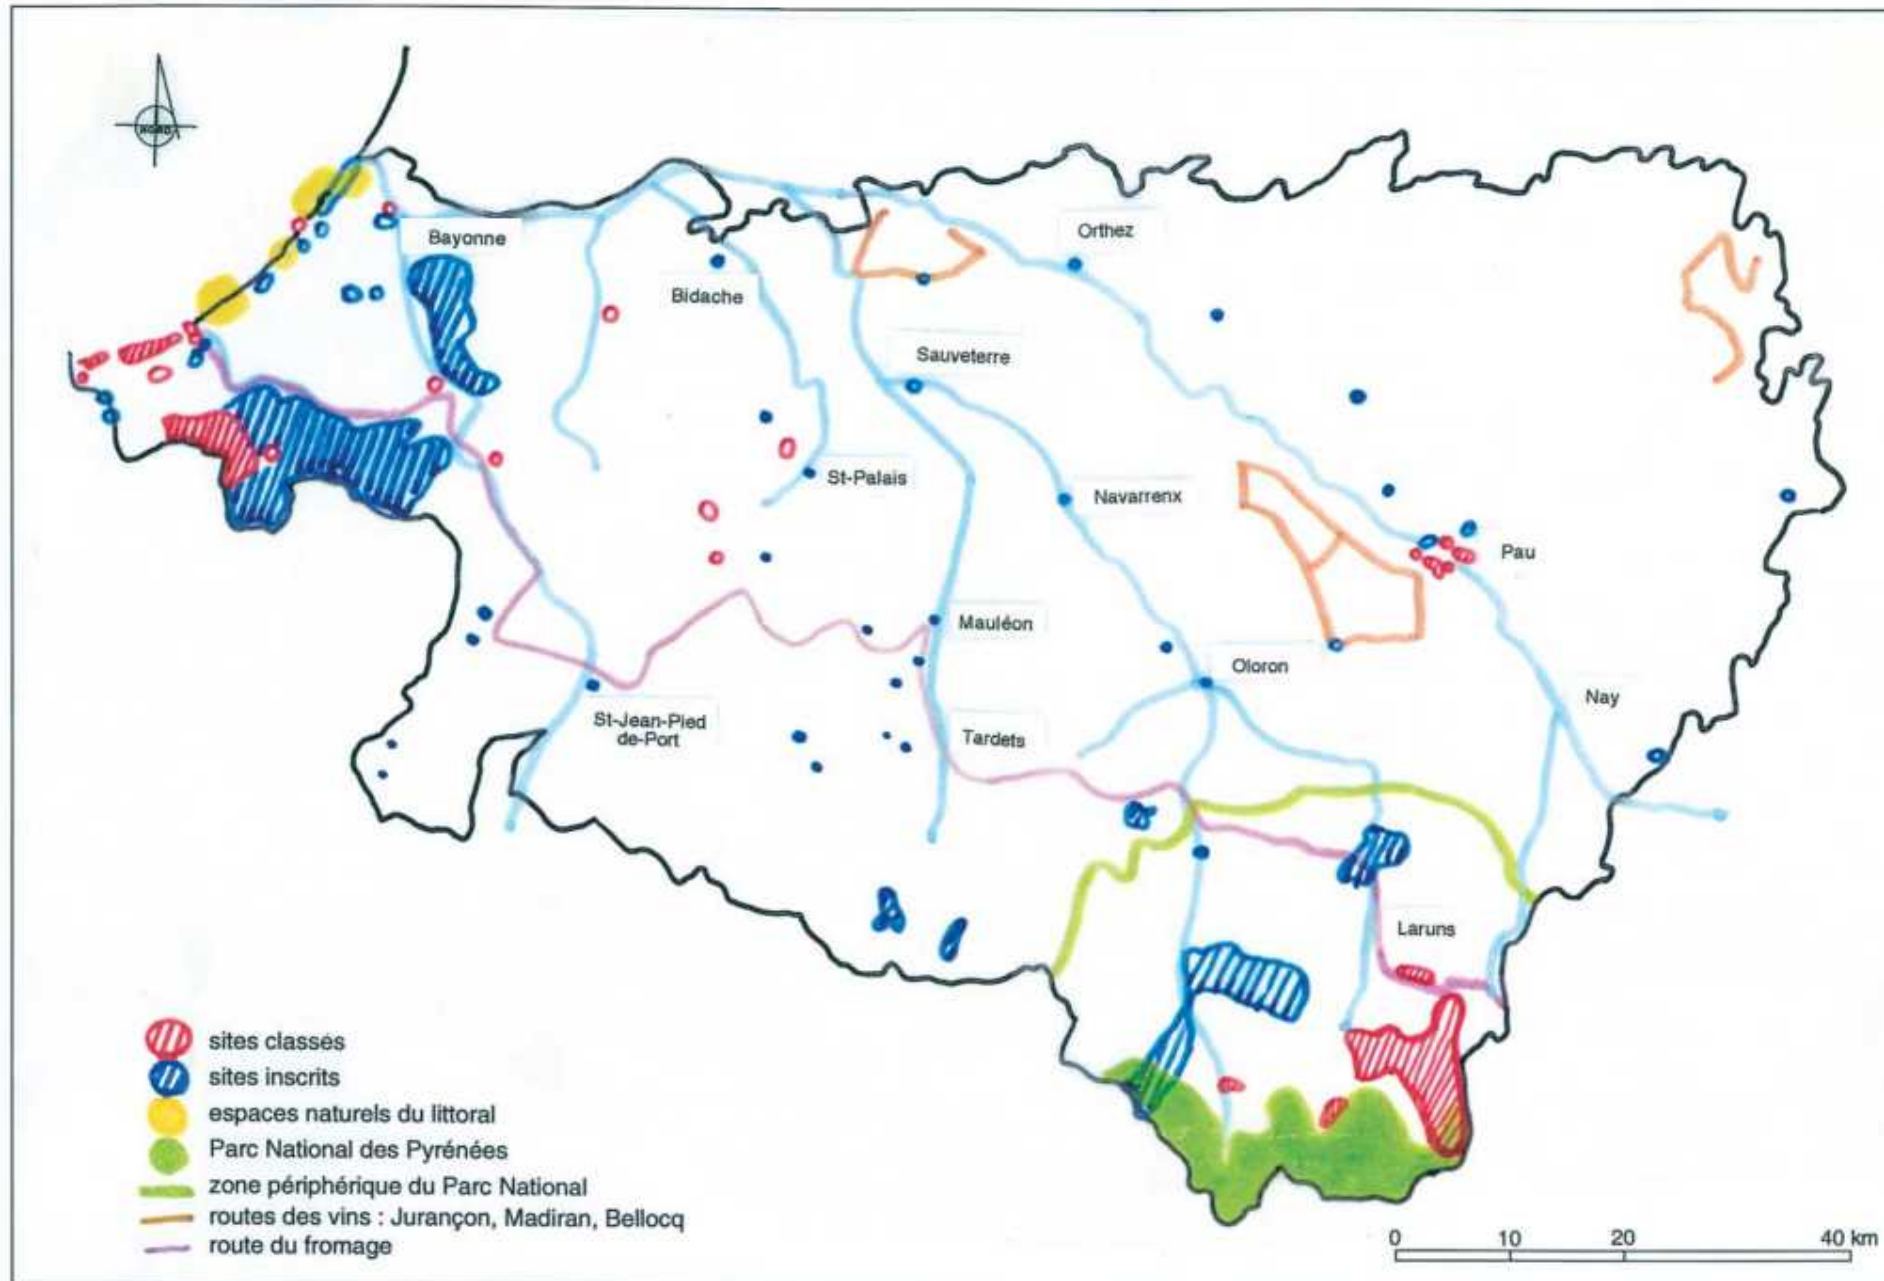 NORD
Bayonne
Orthez
Bidache
Sauveterre
St-Palais
Navarrenx
Pau
Mauléon
Oloron
Nay
St-Jean-Pied
de-Port
Tardets
Laruns
sites classés
sites inscrits
espaces naturels du littoral
Parc National des Pyrénées
zone périphérique du Parc National
routes des vins : Jurançon, Madiran, Bellocq
route du fromage
0 10 20 40 km